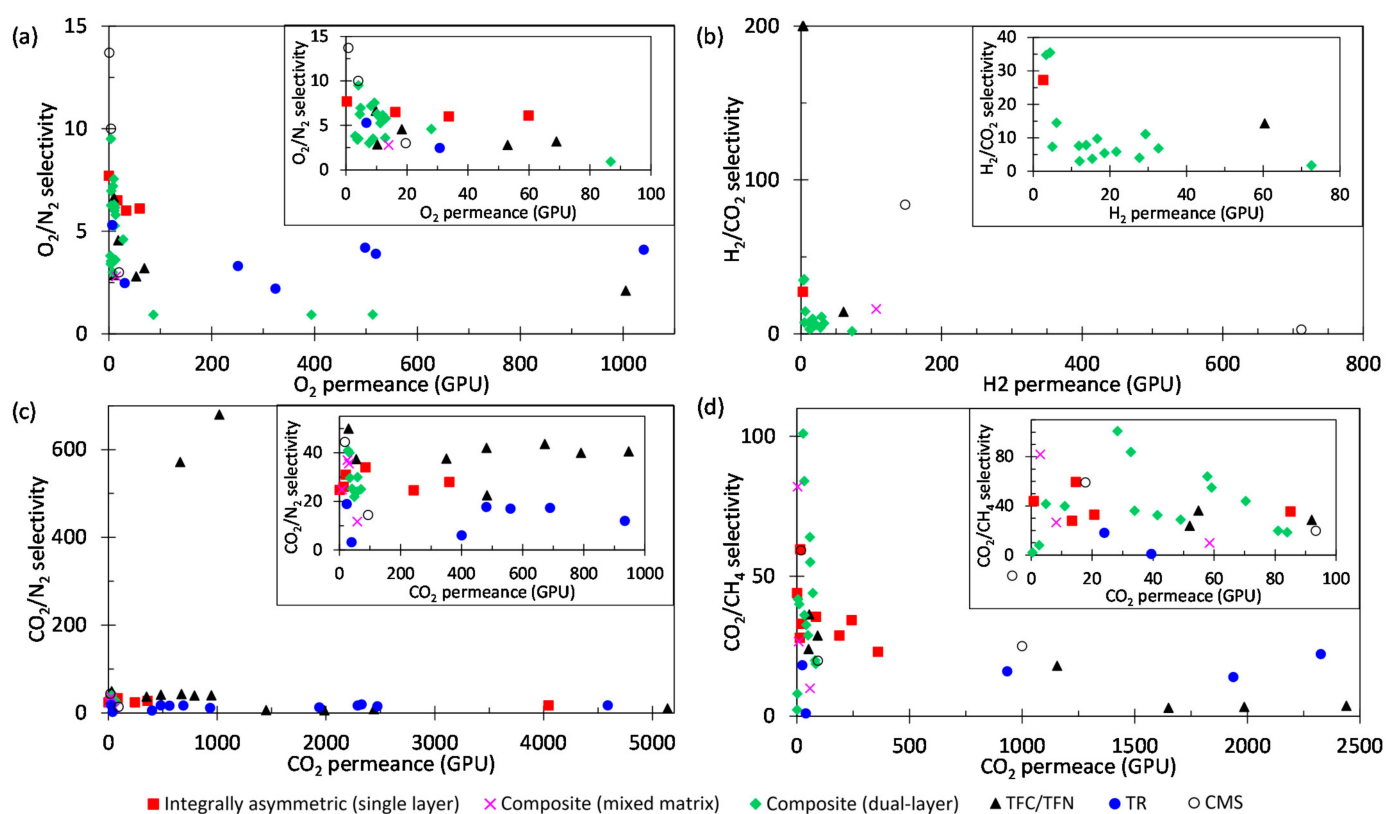 (a)
15
10
5
0
O2/N2 selectivity
0 200 400 600 800 1000
O2 permeance (GPU)
15
10
5
0
O2/N2 selectivity
0 20 40 60 80 100
O2 permeance (GPU)
(b)
200
100
0
H2/CO2 selectivity
0 200 400 600 800
H2 permeance (GPU)
40
30
20
10
0
H2/CO2 selectivity
0 20 40 60 80
H2 permeance (GPU)
(c)
600
400
200
0
CO2/N2 selectivity
0 1000 2000 3000 4000 5000
CO2 permeance (GPU)
40
20
0
CO2/N2 selectivity
0 200 400 600 800 1000
CO2 permeance (GPU)
(d)
100
50
0
CO2/CH4 selectivity
0 500 1000 1500 2000 2500
CO2 permeace (GPU)
80
40
0
CO2/CH4 selectivity
0 20 40 60 80 100
CO2 permeace (GPU)
Integrally asymmetric (single layer) Composite (mixed matrix) Composite (dual-layer) TFC/TFN TR CMS